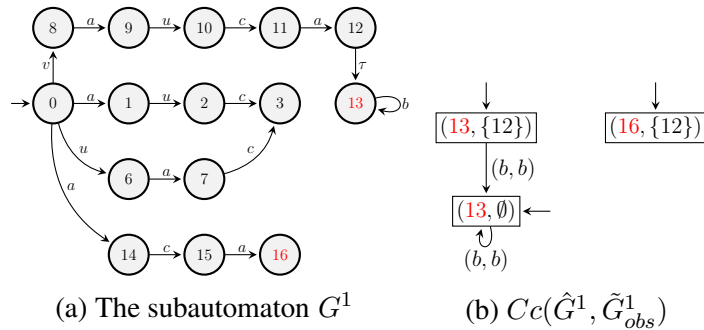 8 a 9 u 10 c 11 a 12
v τ
0 a 1 u 2 c 3 13 b
u a c
6 a 7
a
14 c 15 a 16
(13, {12}) (16, {12})
(b, b)
(13, ∅)
(b, b)
(a) The subautomaton G¹ (b) Cc(Ĝ¹, G̃¹_obs)